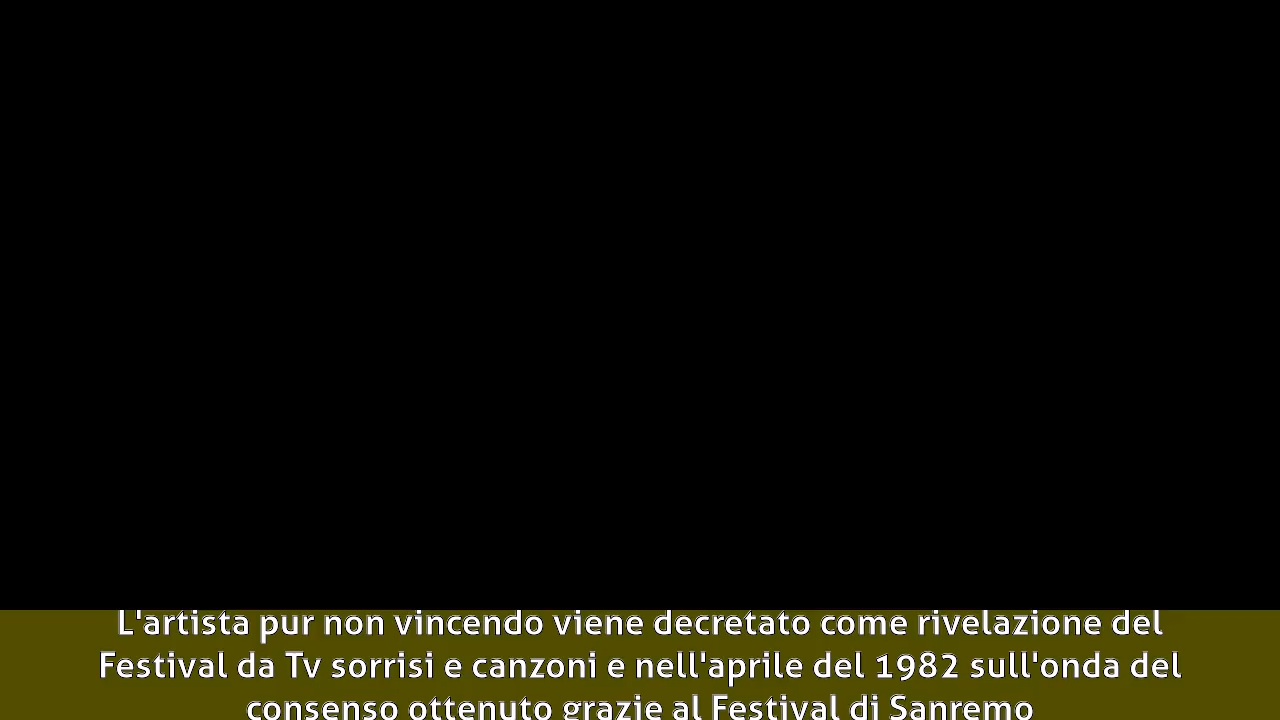 L'artista pur non vincendo viene decretato come rivelazione del
Festival da Tv sorrisi e canzoni e nell'aprile del 1982 sull'onda del
consenso ottenuto grazie al Festival di Sanremo